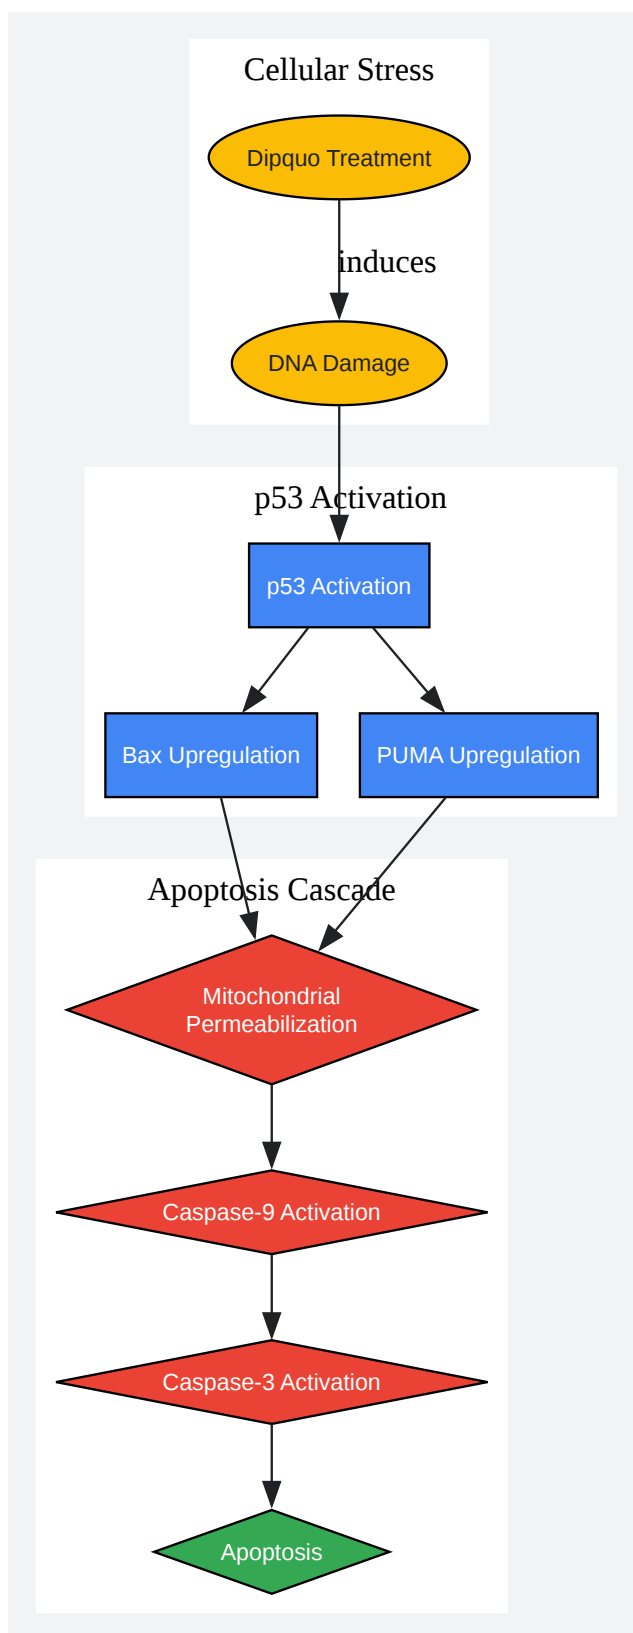 Cellular Stress
Dipquo Treatment
induces
DNA Damage
p53 Activation
p53 Activation
Bax Upregulation
PUMA Upregulation
Apoptosis Cascade
Mitochondrial
Permeabilization
Caspase-9 Activation
Caspase-3 Activation
Apoptosis